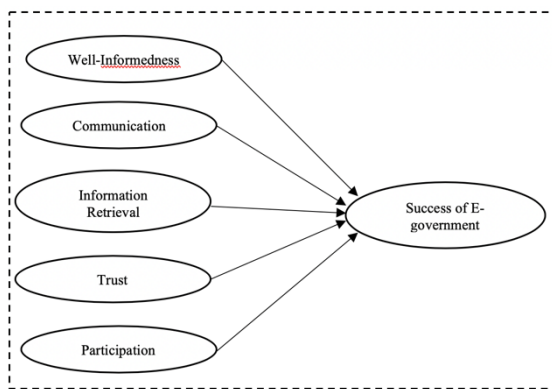 Well-Informedness
Communication
Information
Retrieval
Trust
Participation
Success of E-
government